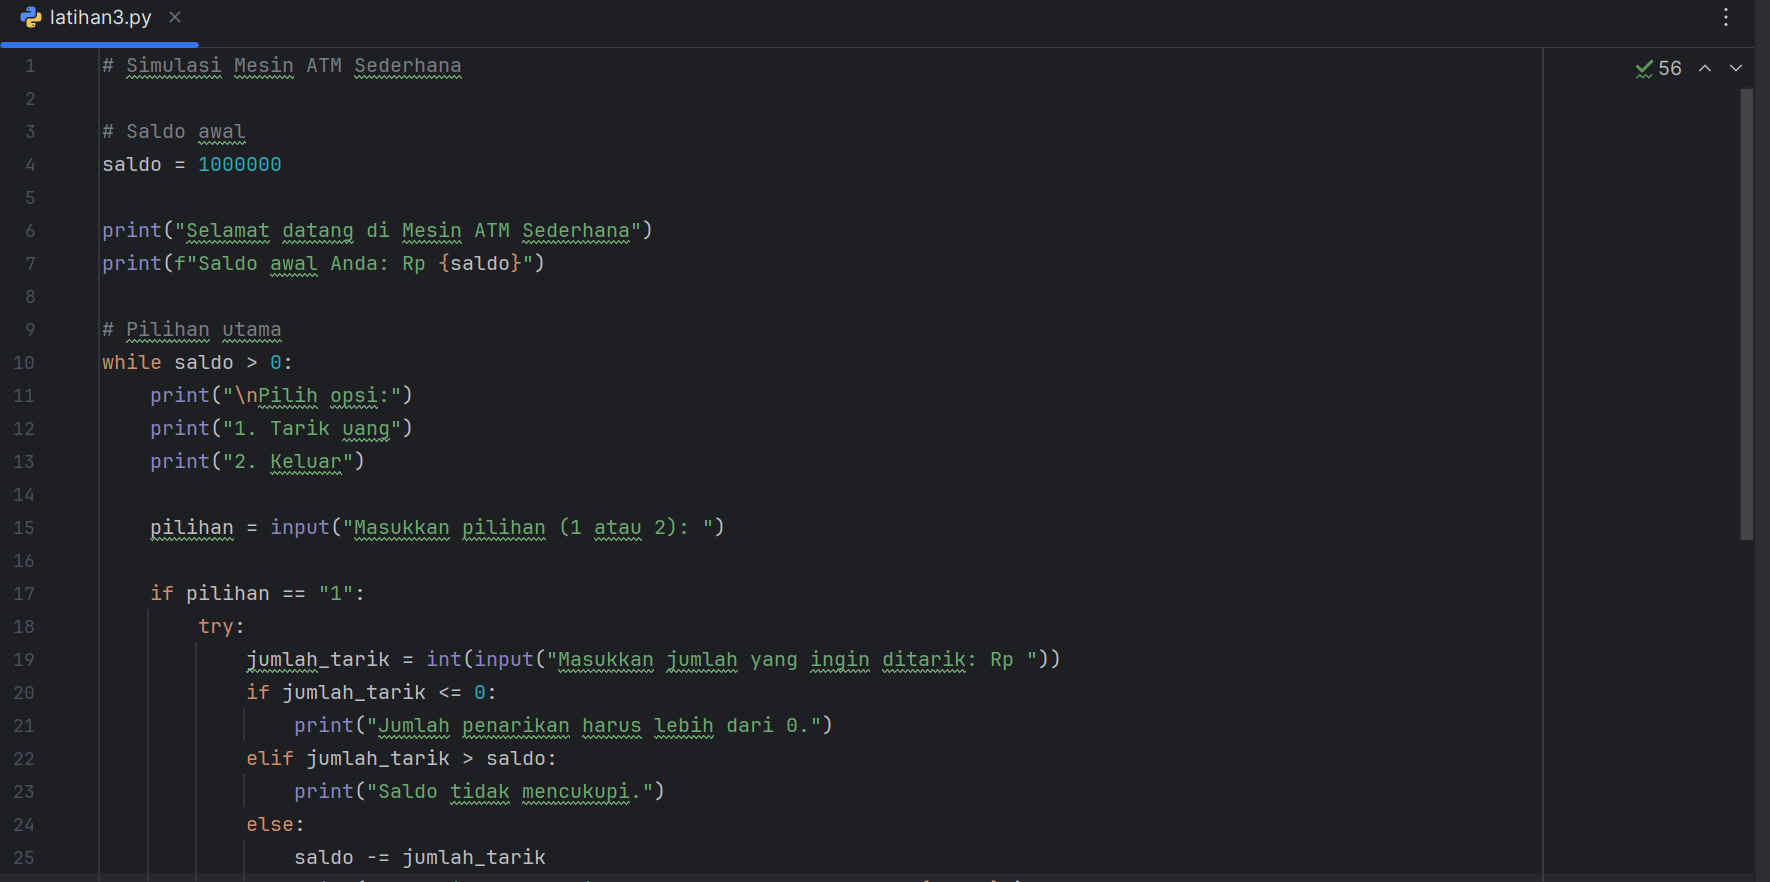 latihan3.py
56
1 # Simulasi Mesin ATM Sederhana
2
3 # Saldo awal
4 saldo = 1000000
5
6 print("Selamat datang di Mesin ATM Sederhana")
7 print(f"Saldo awal Anda: Rp {saldo}")
8
9 # Pilihan utama
10 while saldo > 0:
11     print("\nPilih opsi:")
12     print("1. Tarik uang")
13     print("2. Keluar")
14
15     pilihan = input("Masukkan pilihan (1 atau 2): ")
16
17     if pilihan == "1":
18         try:
19             jumlah_tarik = int(input("Masukkan jumlah yang ingin ditarik: Rp "))
20             if jumlah_tarik <= 0:
21                 print("Jumlah penarikan harus lebih dari 0.")
22             elif jumlah_tarik > saldo:
23                 print("Saldo tidak mencukupi.")
24             else:
25                 saldo -= jumlah_tarik